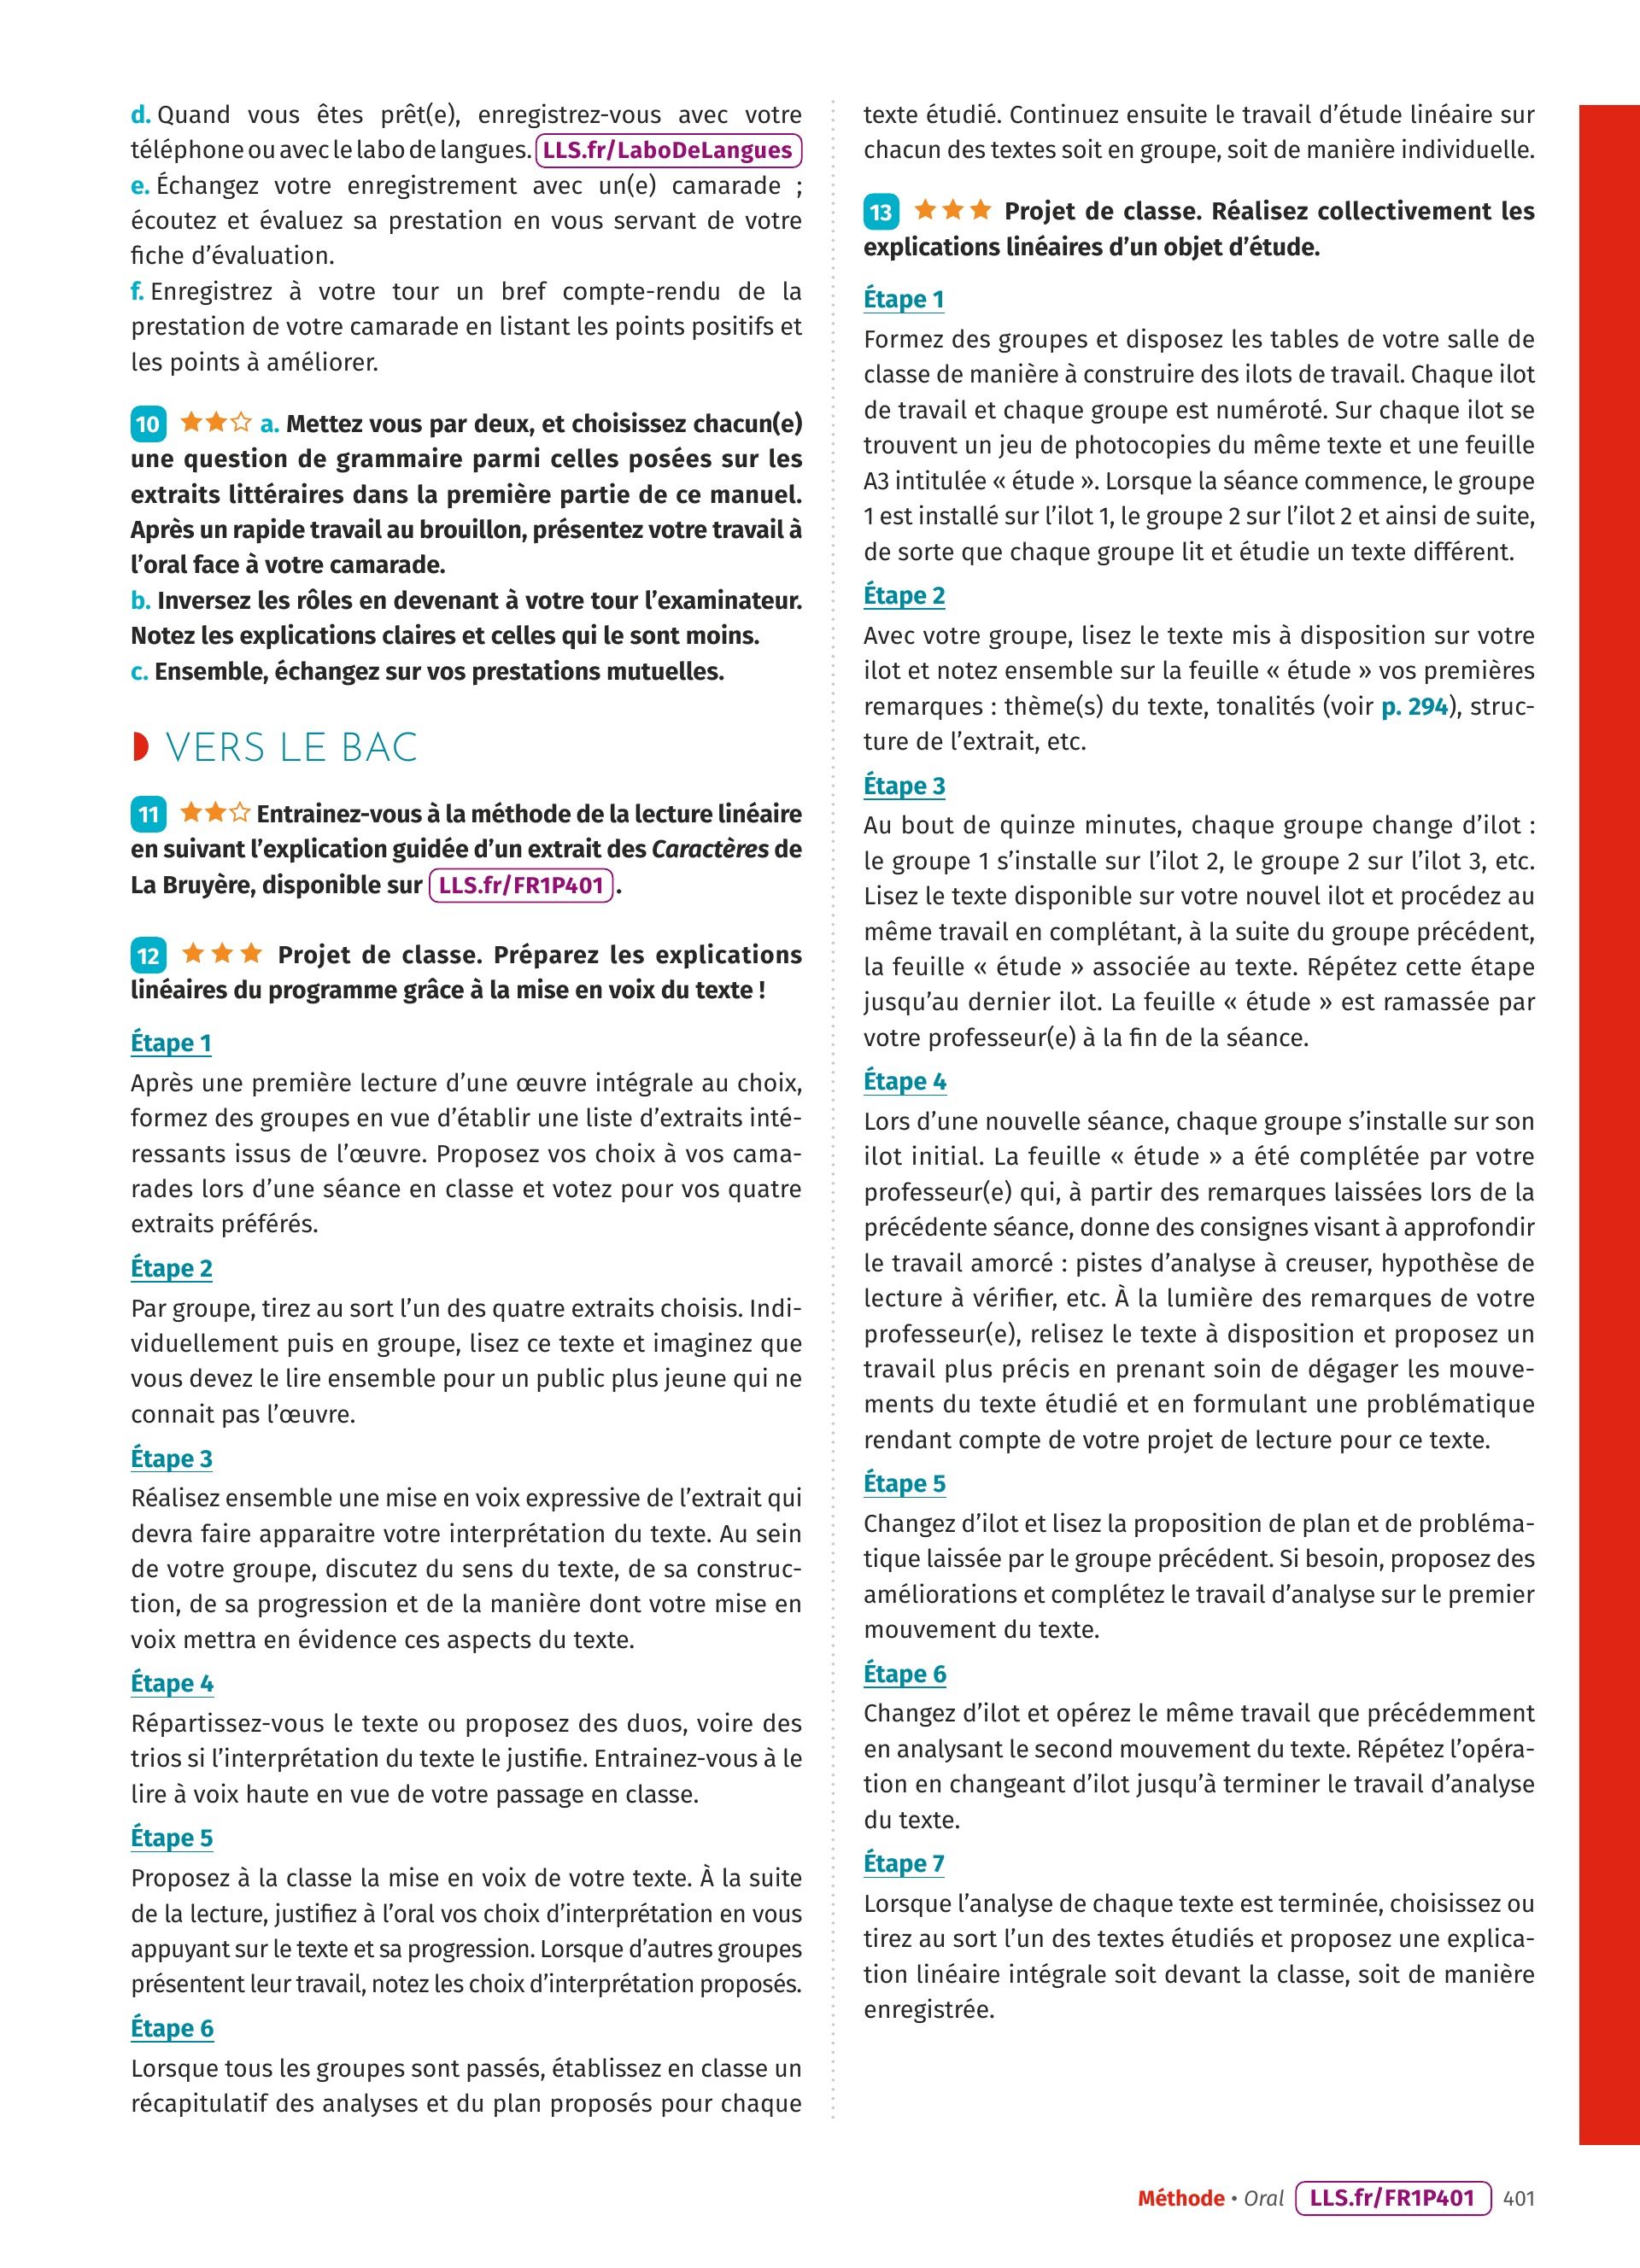 d. Quand vous êtes prêt(e), enregistrez-vous avec votre
téléphone ou avec le labo de langues. LLS.fr/LaboDeLangues
e. Échangez votre enregistrement avec un(e) camarade ;
écoutez et évaluez sa prestation en vous servant de votre
fiche d'évaluation.
f. Enregistrez à votre tour un bref compte-rendu de la
prestation de votre camarade en listant les points positifs et
les points à améliorer.
10 ★★☆ a. Mettez vous par deux, et choisissez chacun(e)
une question de grammaire parmi celles posées sur les
extraits littéraires dans la première partie de ce manuel.
Après un rapide travail au brouillon, présentez votre travail à
l'oral face à votre camarade.
b. Inversez les rôles en devenant à votre tour l'examinateur.
Notez les explications claires et celles qui le sont moins.
c. Ensemble, échangez sur vos prestations mutuelles.
VERS LE BAC
11 ★★☆ Entrainez-vous à la méthode de la lecture linéaire
en suivant l'explication guidée d'un extrait des Caractères de
La Bruyère, disponible sur LLS.fr/FR1P401 .
12 ★★★ Projet de classe. Préparez les explications
linéaires du programme grâce à la mise en voix du texte !
Étape 1
Après une première lecture d'une œuvre intégrale au choix,
formez des groupes en vue d'établir une liste d'extraits inté-
ressants issus de l'œuvre. Proposez vos choix à vos cama-
rades lors d'une séance en classe et votez pour vos quatre
extraits préférés.
Étape 2
Par groupe, tirez au sort l'un des quatre extraits choisis. Indi-
viduellement puis en groupe, lisez ce texte et imaginez que
vous devez le lire ensemble pour un public plus jeune qui ne
connait pas l'œuvre.
Étape 3
Réalisez ensemble une mise en voix expressive de l'extrait qui
devra faire apparaitre votre interprétation du texte. Au sein
de votre groupe, discutez du sens du texte, de sa construc-
tion, de sa progression et de la manière dont votre mise en
voix mettra en évidence ces aspects du texte.
Étape 4
Répartissez-vous le texte ou proposez des duos, voire des
trios si l'interprétation du texte le justifie. Entrainez-vous à le
lire à voix haute en vue de votre passage en classe.
Étape 5
Proposez à la classe la mise en voix de votre texte. À la suite
de la lecture, justifiez à l'oral vos choix d'interprétation en vous
appuyant sur le texte et sa progression. Lorsque d'autres groupes
présentent leur travail, notez les choix d'interprétation proposés.
Étape 6
Lorsque tous les groupes sont passés, établissez en classe un
récapitulatif des analyses et du plan proposés pour chaque
texte étudié. Continuez ensuite le travail d'étude linéaire sur
chacun des textes soit en groupe, soit de manière individuelle.
13 ★★★ Projet de classe. Réalisez collectivement les
explications linéaires d'un objet d'étude.
Étape 1
Formez des groupes et disposez les tables de votre salle de
classe de manière à construire des ilots de travail. Chaque ilot
de travail et chaque groupe est numéroté. Sur chaque ilot se
trouvent un jeu de photocopies du même texte et une feuille
A3 intitulée « étude ». Lorsque la séance commence, le groupe
1 est installé sur l'ilot 1, le groupe 2 sur l'ilot 2 et ainsi de suite,
de sorte que chaque groupe lit et étudie un texte différent.
Étape 2
Avec votre groupe, lisez le texte mis à disposition sur votre
ilot et notez ensemble sur la feuille « étude » vos premières
remarques : thème(s) du texte, tonalités (voir p. 294), struc-
ture de l'extrait, etc.
Étape 3
Au bout de quinze minutes, chaque groupe change d'ilot :
le groupe 1 s'installe sur l'ilot 2, le groupe 2 sur l'ilot 3, etc.
Lisez le texte disponible sur votre nouvel ilot et procédez au
même travail en complétant, à la suite du groupe précédent,
la feuille « étude » associée au texte. Répétez cette étape
jusqu'au dernier ilot. La feuille « étude » est ramassée par
votre professeur(e) à la fin de la séance.
Étape 4
Lors d'une nouvelle séance, chaque groupe s'installe sur son
ilot initial. La feuille « étude » a été complétée par votre
professeur(e) qui, à partir des remarques laissées lors de la
précédente séance, donne des consignes visant à approfondir
le travail amorcé : pistes d'analyse à creuser, hypothèse de
lecture à vérifier, etc. À la lumière des remarques de votre
professeur(e), relisez le texte à disposition et proposez un
travail plus précis en prenant soin de dégager les mouve-
ments du texte étudié et en formulant une problématique
rendant compte de votre projet de lecture pour ce texte.
Étape 5
Changez d'ilot et lisez la proposition de plan et de probléma-
tique laissée par le groupe précédent. Si besoin, proposez des
améliorations et complétez le travail d'analyse sur le premier
mouvement du texte.
Étape 6
Changez d'ilot et opérez le même travail que précédemment
en analysant le second mouvement du texte. Répétez l'opéra-
tion en changeant d'ilot jusqu'à terminer le travail d'analyse
du texte.
Étape 7
Lorsque l'analyse de chaque texte est terminée, choisissez ou
tirez au sort l'un des textes étudiés et proposez une explica-
tion linéaire intégrale soit devant la classe, soit de manière
enregistrée.
Méthode • Oral LLS.fr/FR1P401 401